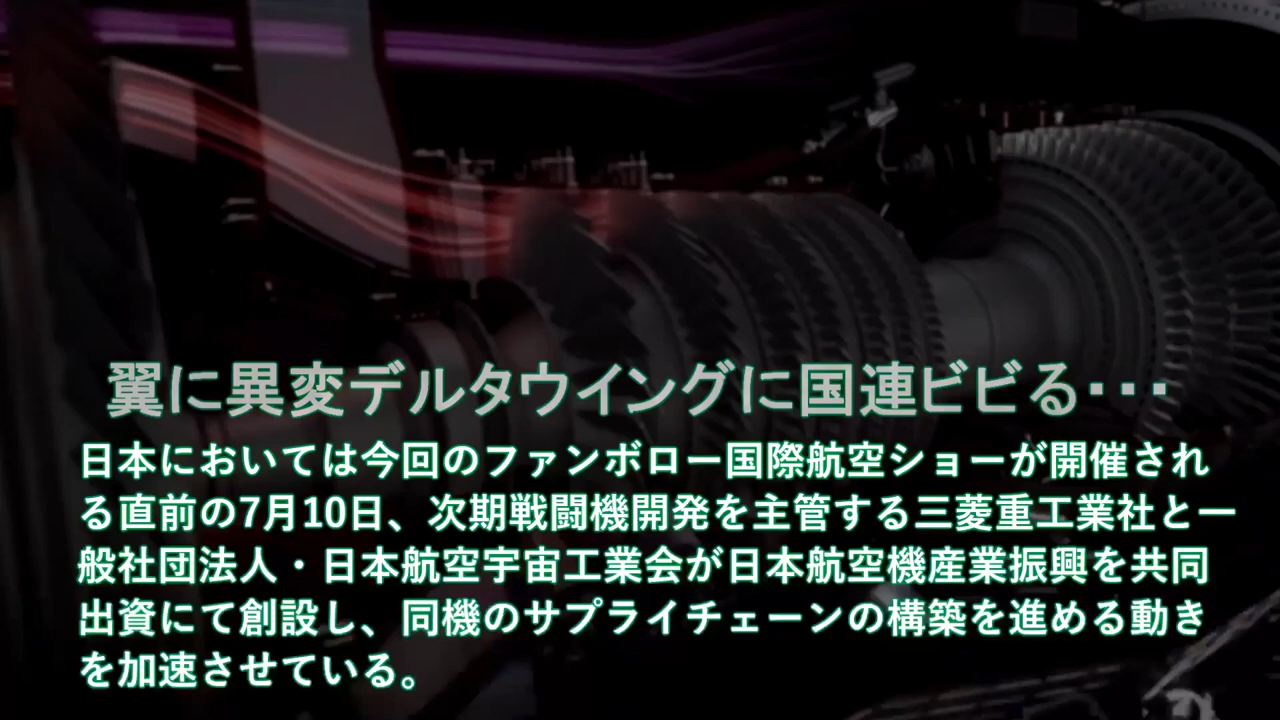 翼に異変デルタウイングに国連ビビる・・・
日本においては今回のファンボロー国際航空ショーが開催され
る直前の7月10日、次期戦闘機開発を主管する三菱重工業社と一
般社団法人・日本航空宇宙工業会が日本航空機産業振興を共同
出資にて創設し、同機のサプライチェーンの構築を進める動き
を加速させている。